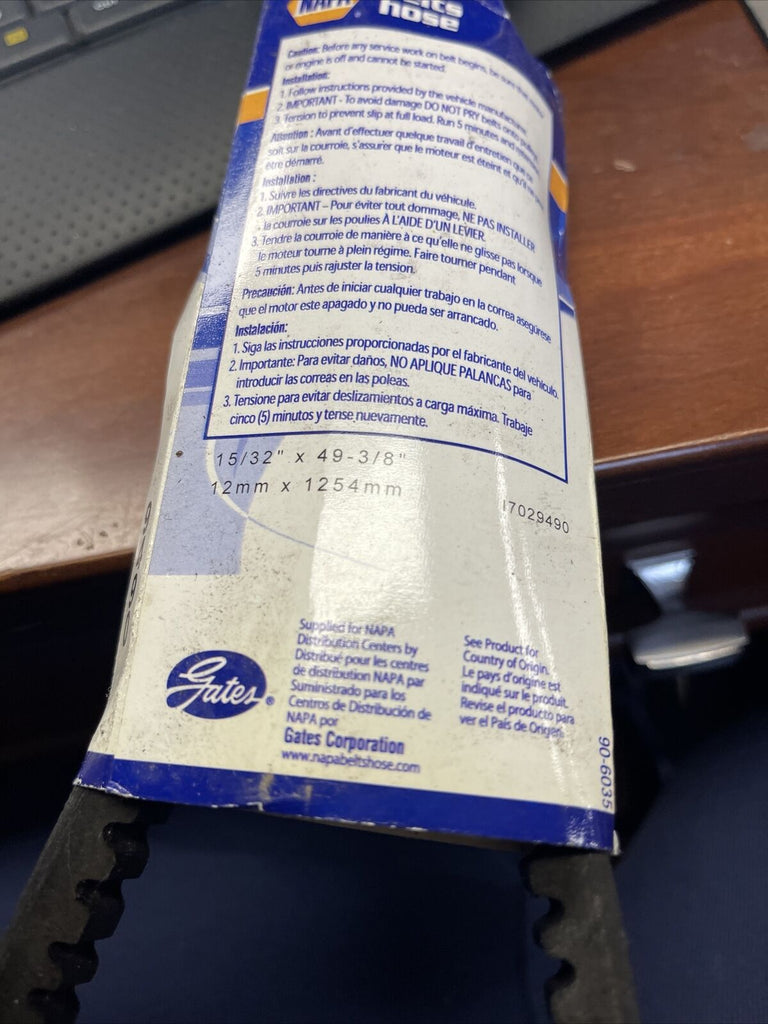 NAPA
belts
hose
Caution: Before any service work on belt begins, be sure that
or engine is off and cannot be started.
Installation:
1. Follow instructions provided by the vehicle manufacturer.
2. IMPORTANT - To avoid damage DO NOT PRY belts onto
3. Tension to prevent slip at full load. Run 5 minutes and
Attention : Avant d'effectuer quelque travail d'entretien que ce
soit sur la courroie, s'assurer que le moteur est éteint et qu'il ne
être démarré.
Installation :
1. Suivre les directives du fabricant du véhicule.
2. IMPORTANT – Pour éviter tout dommage, NE PAS INSTALLER
la courroie sur les poulies À L'AIDE D'UN LEVIER.
3. Tendre la courroie de manière à ce qu'elle ne glisse pas lorsque
le moteur tourne à plein régime. Faire tourner pendant
5 minutes puis rajuster la tension.
Precaución: Antes de iniciar cualquier trabajo en la correa asegúrese
que el motor este apagado y no pueda ser arrancado.
Instalación:
1. Siga las instrucciones proporcionadas por el fabricante del vehículo.
2. Importante: Para evitar daños, NO APLIQUE PALANCAS para
introducir las correas en las poleas.
3. Tensione para evitar deslizamientos a carga máxima. Trabaje
cinco (5) minutos y tense nuevamente.
15/32" x 49-3/8"
12mm x 1254mm
17029490
Gates®
Supplied for NAPA
Distribution Centers by
Distribué pour les centres
de distribution NAPA par
Suministrado para los
Centros de Distribución de
NAPA por
Gates Corporation
www.napabeltshose.com
See Product for
Country of Origin.
Le pays d'origine est
indiqué sur le produit.
Revise el producto para
ver el País de Origen.
90-6035